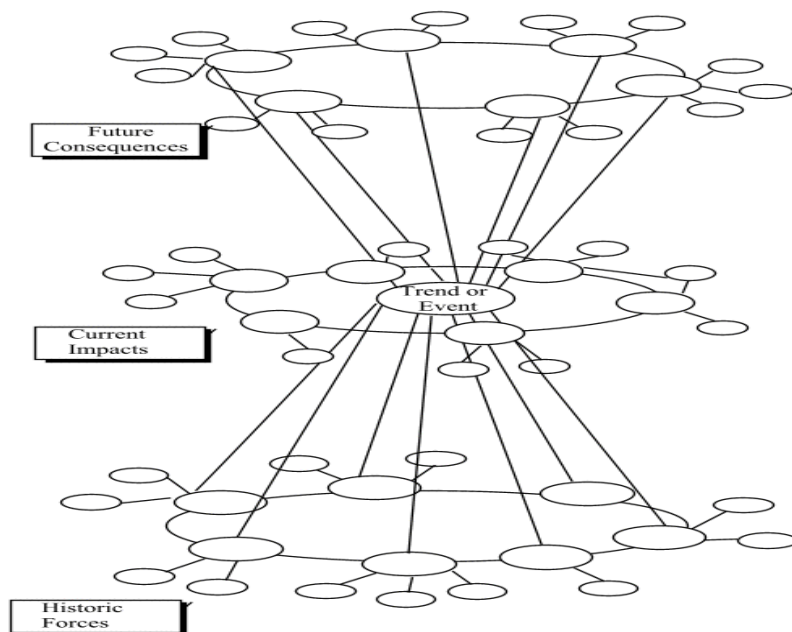 Future
Consequences
Trend or
Event
Current
Impacts
Historic
Forces